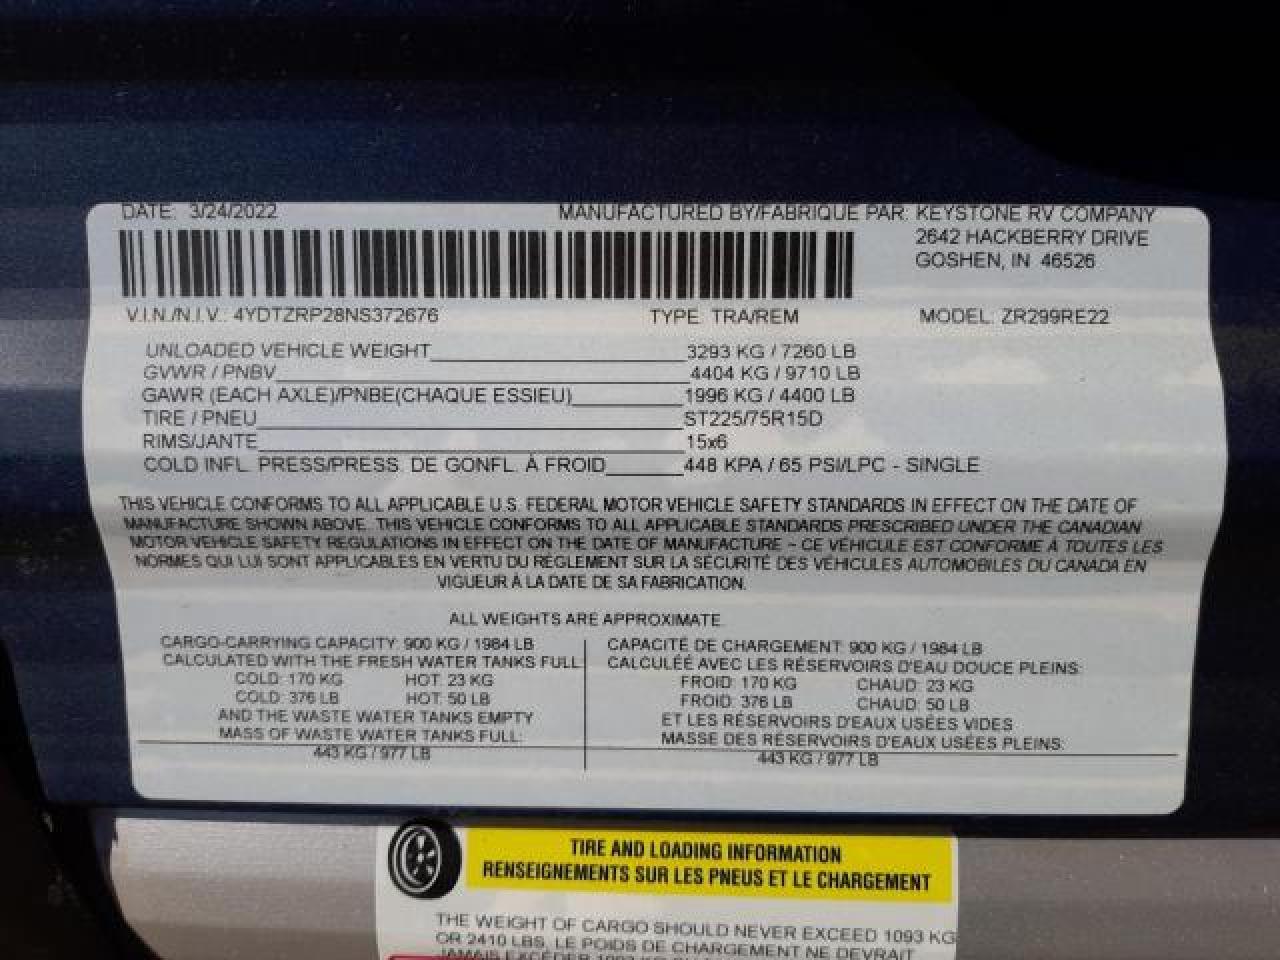 DATE: 3/24/2022 MANUFACTURED BY/FABRIQUE PAR: KEYSTONE RV COMPANY
2642 HACKBERRY DRIVE
GOSHEN, IN 46526
V.I.N./N.I.V.: 4YDTZRP28NS372676 TYPE: TRA/REM MODEL: ZR299RE22
UNLOADED VEHICLE WEIGHT 3293 KG / 7260 LB
GVWR / PNBV 4404 KG / 9710 LB
GAWR (EACH AXLE)/PNBE(CHAQUE ESSIEU) 1996 KG / 4400 LB
TIRE / PNEU ST225/75R15D
RIMS/JANTE 15x6
COLD INFL. PRESS/PRESS. DE GONFL. À FROID 448 KPA / 65 PSI/LPC - SINGLE
THIS VEHICLE CONFORMS TO ALL APPLICABLE U.S. FEDERAL MOTOR VEHICLE SAFETY STANDARDS IN EFFECT ON THE DATE OF
MANUFACTURE SHOWN ABOVE. THIS VEHICLE CONFORMS TO ALL APPLICABLE STANDARDS PRESCRIBED UNDER THE CANADIAN
MOTOR VEHICLE SAFETY REGULATIONS IN EFFECT ON THE DATE OF MANUFACTURE - CE VÉHICULE EST CONFORME À TOUTES LES
NORMES QUI LUI SONT APPLICABLES EN VERTU DU RÈGLEMENT SUR LA SÉCURITÉ DES VÉHICULES AUTOMOBILES DU CANADA EN
VIGUEUR À LA DATE DE SA FABRICATION.
ALL WEIGHTS ARE APPROXIMATE
CARGO-CARRYING CAPACITY: 900 KG / 1984 LB
CALCULATED WITH THE FRESH WATER TANKS FULL:
COLD: 170 KG HOT: 23 KG
COLD: 376 LB HOT: 50 LB
AND THE WASTE WATER TANKS EMPTY
MASS OF WASTE WATER TANKS FULL:
443 KG / 977 LB
CAPACITÉ DE CHARGEMENT: 900 KG / 1984 LB
CALCULÉE AVEC LES RÉSERVOIRS D'EAU DOUCE PLEINS:
FROID: 170 KG CHAUD: 23 KG
FROID: 376 LB CHAUD: 50 LB
ET LES RÉSERVOIRS D'EAUX USÉES VIDES
MASSE DES RÉSERVOIRS D'EAUX USÉES PLEINS:
443 KG / 977 LB
TIRE AND LOADING INFORMATION
RENSEIGNEMENTS SUR LES PNEUS ET LE CHARGEMENT
THE WEIGHT OF CARGO SHOULD NEVER EXCEED 1093 KG
OR 2410 LBS, LE POIDS DE CHARGEMENT NE DEVRAIT
JAMAIS EXCÉDER 1093 KG